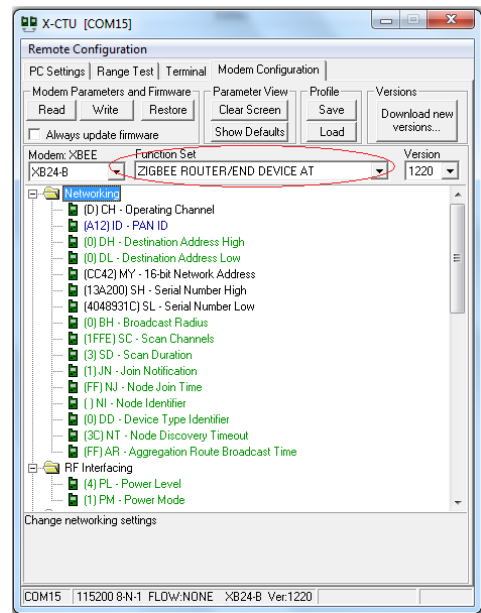 X-CTU [COM15]
Remote Configuration
PC Settings Range Test Terminal Modem Configuration
Modem Parameters and Firmware Parameter View Profile Versions
Read Write Restore Clear Screen Save Download new versions...
Always update firmware Show Defaults Load
Modem: XBEE Function Set Version
XB24-B ZIGBEE ROUTER/END DEVICE AT 1220
Networking
(D) CH - Operating Channel
(A12) ID - PAN ID
(0) DH - Destination Address High
(0) DL - Destination Address Low
(CC42) MY - 16-bit Network Address
(13A200) SH - Serial Number High
(4048931C) SL - Serial Number Low
(0) BH - Broadcast Radius
(1FFE) SC - Scan Channels
(3) SD - Scan Duration
(1) JN - Join Notification
(FF) NJ - Node Join Time
( ) NI - Node Identifier
(0) DD - Device Type Identifier
(3C) NT - Node Discovery Timeout
(FF) AR - Aggregation Route Broadcast Time
RF Interfacing
(4) PL - Power Level
(1) PM - Power Mode
Change networking settings
COM15 115200 8-N-1 FLOW:NONE XB24-B Ver:1220